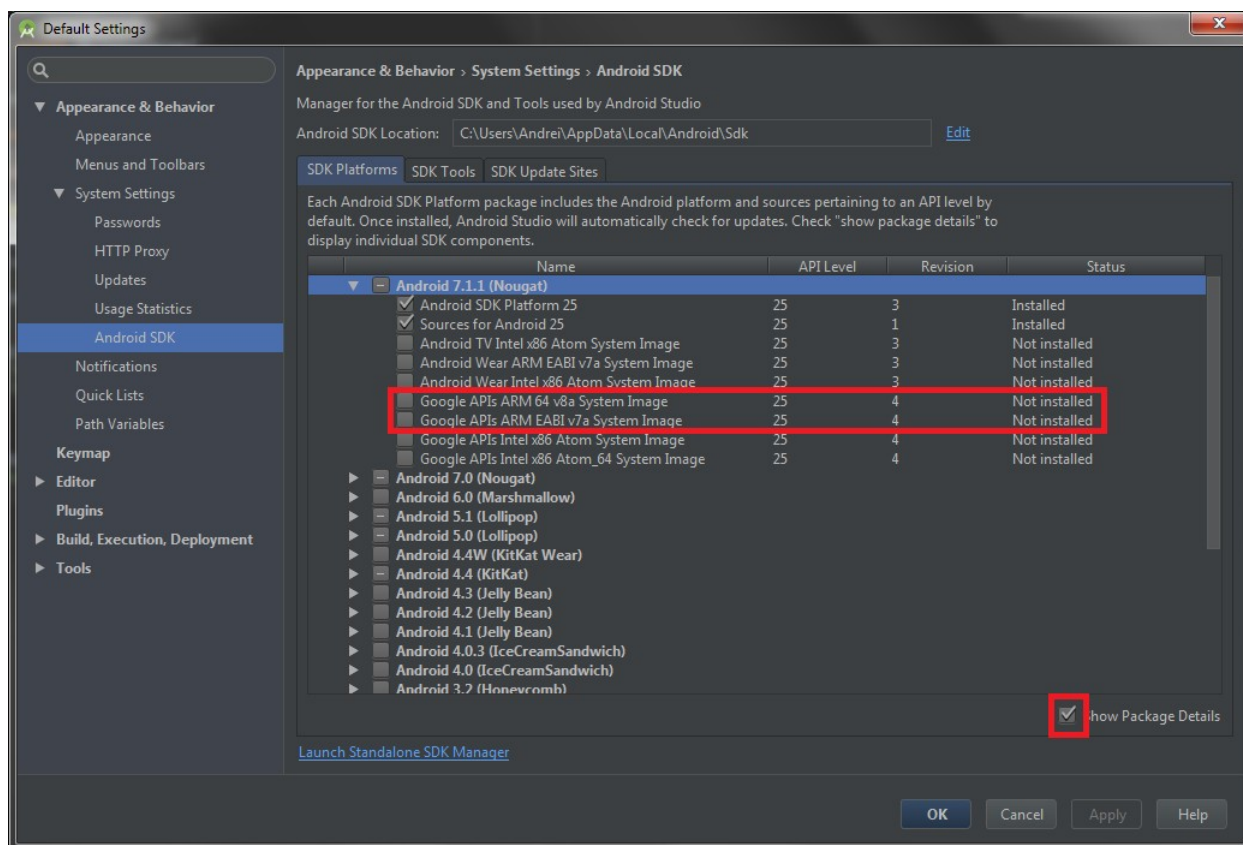 Default Settings
Appearance & Behavior
Appearance
Menus and Toolbars
System Settings
Passwords
HTTP Proxy
Updates
Usage Statistics
Android SDK
Notifications
Quick Lists
Path Variables
Keymap
Editor
Plugins
Build, Execution, Deployment
Tools
Appearance & Behavior › System Settings › Android SDK
Manager for the Android SDK and Tools used by Android Studio
Android SDK Location: C:\Users\Andrei\AppData\Local\Android\Sdk Edit
SDK Platforms SDK Tools SDK Update Sites
Each Android SDK Platform package includes the Android platform and sources pertaining to an API level by
default. Once installed, Android Studio will automatically check for updates. Check "show package details" to
display individual SDK components.
Name API Level Revision Status
Android 7.1.1 (Nougat)
Android SDK Platform 25 25 3 Installed
Sources for Android 25 25 1 Installed
Android TV Intel x86 Atom System Image 25 3 Not installed
Android Wear ARM EABI v7a System Image 25 3 Not installed
Android Wear Intel x86 Atom System Image 25 3 Not installed
Google APIs ARM 64 v8a System Image 25 4 Not installed
Google APIs ARM EABI v7a System Image 25 4 Not installed
Google APIs Intel x86 Atom System Image 25 4 Not installed
Google APIs Intel x86 Atom_64 System Image 25 4 Not installed
Android 7.0 (Nougat)
Android 6.0 (Marshmallow)
Android 5.1 (Lollipop)
Android 5.0 (Lollipop)
Android 4.4W (KitKat Wear)
Android 4.4 (KitKat)
Android 4.3 (Jelly Bean)
Android 4.2 (Jelly Bean)
Android 4.1 (Jelly Bean)
Android 4.0.3 (IceCreamSandwich)
Android 4.0 (IceCreamSandwich)
Android 3.2 (Honeycomb)
Show Package Details
Launch Standalone SDK Manager
OK Cancel Apply Help